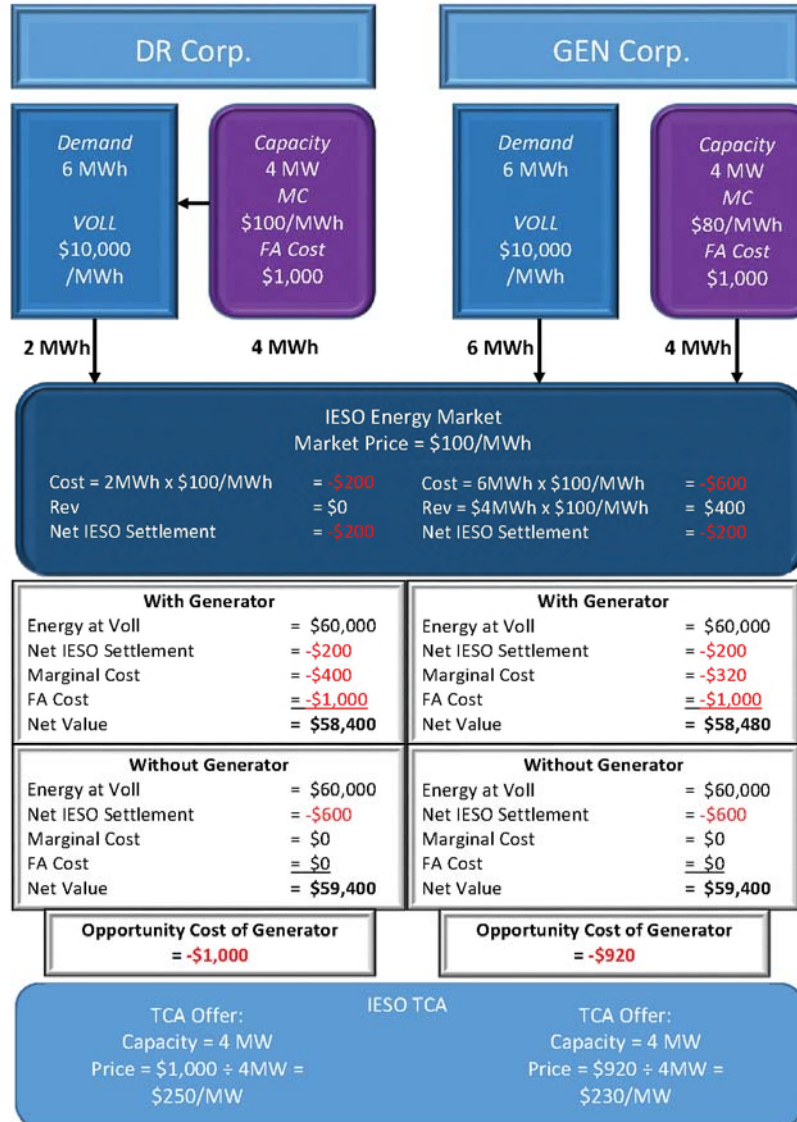 DR Corp.
GEN Corp.
Demand
6 MWh
VOLL
$10,000
/MWh
Capacity
4 MW
MC
$100/MWh
FA Cost
$1,000
Demand
6 MWh
VOLL
$10,000
/MWh
Capacity
4 MW
MC
$80/MWh
FA Cost
$1,000
2 MWh
4 MWh
6 MWh
4 MWh
IESO Energy Market
Market Price = $100/MWh
Cost = 2MWh x $100/MWh = -$200
Rev = $0
Net IESO Settlement = -$200
Cost = 6MWh x $100/MWh = -$600
Rev = $4MWh x $100/MWh = $400
Net IESO Settlement = -$200
With Generator
Energy at Voll = $60,000
Net IESO Settlement = -$200
Marginal Cost = -$400
FA Cost = -$1,000
Net Value = $58,400
With Generator
Energy at Voll = $60,000
Net IESO Settlement = -$200
Marginal Cost = -$320
FA Cost = -$1,000
Net Value = $58,480
Without Generator
Energy at Voll = $60,000
Net IESO Settlement = -$600
Marginal Cost = $0
FA Cost = $0
Net Value = $59,400
Without Generator
Energy at Voll = $60,000
Net IESO Settlement = -$600
Marginal Cost = $0
FA Cost = $0
Net Value = $59,400
Opportunity Cost of Generator
= -$1,000
Opportunity Cost of Generator
= -$920
IESO TCA
TCA Offer:
Capacity = 4 MW
Price = $1,000 ÷ 4MW =
$250/MW
TCA Offer:
Capacity = 4 MW
Price = $920 ÷ 4MW =
$230/MW